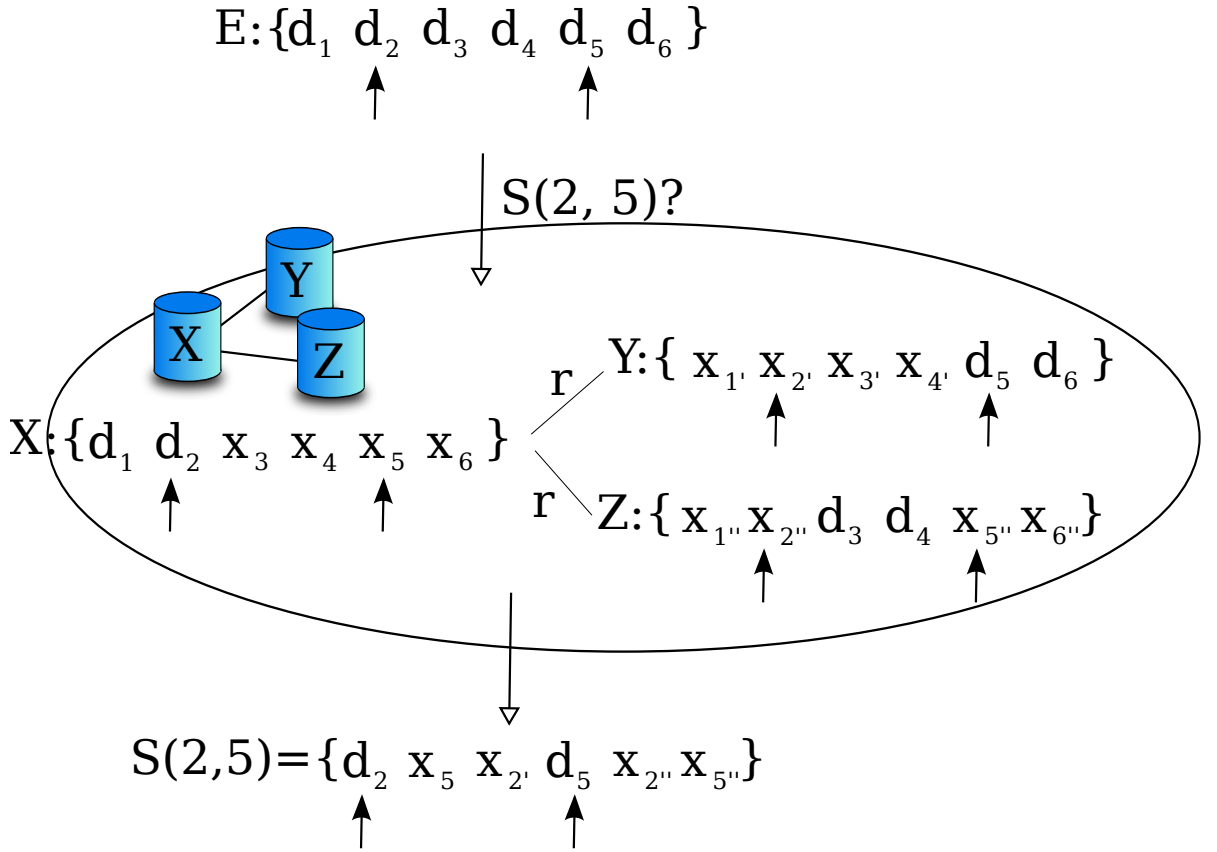 E:{d₁ d₂ d₃ d₄ d₅ d₆ }
S(2, 5)?
Y
X
Z
Y:{ x₁' x₂' x₃' x₄' d₅ d₆ }
r
X:{d₁ d₂ x₃ x₄ x₅ x₆ }
r
Z:{ x₁'' x₂'' d₃ d₄ x₅'' x₆''}
S(2,5)={d₂ x₅ x₂' d₅ x₂'' x₅''}